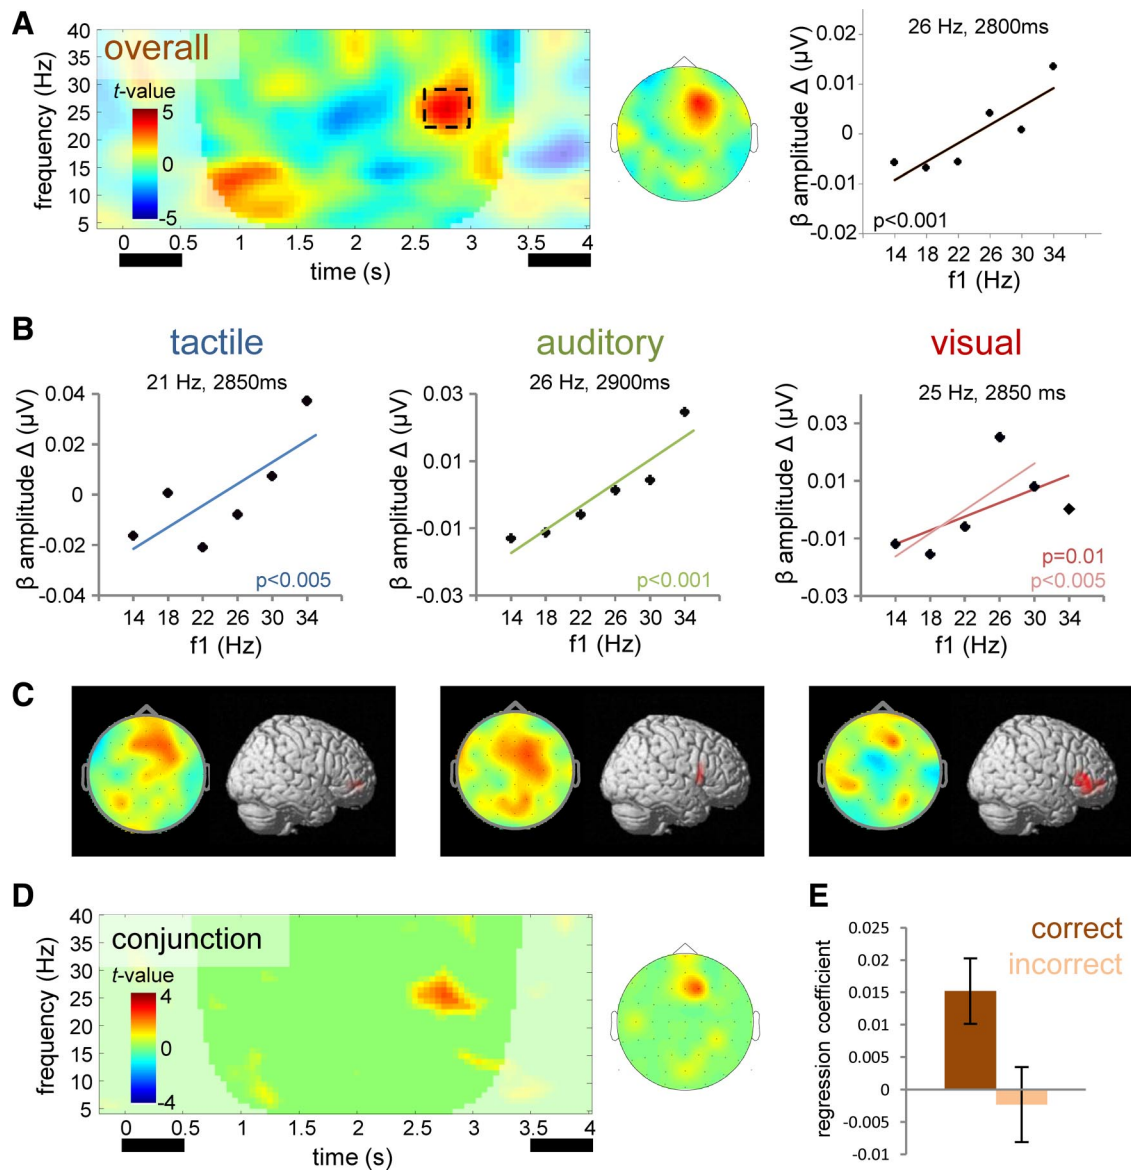 A
overall
t-value
5
0
-5
frequency (Hz)
40
35
30
25
20
15
10
5
0 0.5 1 1.5 2 2.5 3 3.5 4
time (s)
26 Hz, 2800ms
β amplitude Δ (µV)
0.02
0.01
0
-0.01
-0.02
p<0.001
14 18 22 26 30 34
f1 (Hz)
B
tactile
21 Hz, 2850ms
β amplitude Δ (µV)
0.04
0.02
0
-0.02
-0.04
p<0.005
14 18 22 26 30 34
f1 (Hz)
auditory
26 Hz, 2900ms
β amplitude Δ (µV)
0.03
0.01
-0.01
-0.03
p<0.001
14 18 22 26 30 34
f1 (Hz)
visual
25 Hz, 2850 ms
β amplitude Δ (µV)
0.03
0.01
-0.01
-0.03
p=0.01
p<0.005
14 18 22 26 30 34
f1 (Hz)
C
D
conjunction
t-value
4
0
-4
frequency (Hz)
40
35
30
25
20
15
10
5
0 0.5 1 1.5 2 2.5 3 3.5 4
time (s)
E
correct
incorrect
regression coefficient
0.025
0.02
0.015
0.01
0.005
0
-0.005
-0.01